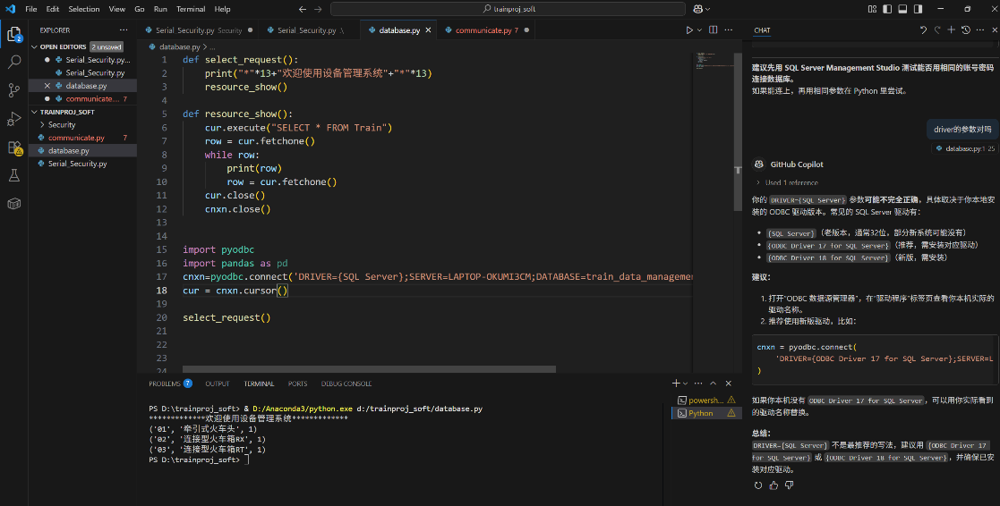 File Edit Selection View Go Run Terminal Help
trainproj_soft
EXPLORER
OPEN EDITORS 2 unsaved
Serial_Security.py...
Serial_Security.py
database.py
communicate.... 7
TRAINPROJ_SOFT
Security
communicate.py 7
database.py
Serial_Security.py
2
Serial_Security.py Security
Serial_Security.py .\
database.py
communicate.py 7
database.py > ...
1 def select_request():
2 print("*"*13+"欢迎使用设备管理系统"+"*"*13)
3 resource_show()
4
5 def resource_show():
6 cur.execute("SELECT * FROM Train")
7 row = cur.fetchone()
8 while row:
9 print(row)
10 row = cur.fetchone()
11 cur.close()
12 cnxn.close()
13
14
15 import pyodbc
16 import pandas as pd
17 cnxn=pyodbc.connect('DRIVER={SQL Server};SERVER=LAPTOP-OKUMI3CM;DATABASE=train_data_managemen
18 cur = cnxn.cursor()
19
20 select_request()
21
22
23
24
PROBLEMS 7 OUTPUT TERMINAL PORTS DEBUG CONSOLE
PS D:\trainproj_soft> & D:/Anaconda3/python.exe d:/trainproj_soft/database.py
*************欢迎使用设备管理系统*************
('01', '牵引式火车头', 1)
('02', '连接型火车箱RX', 1)
('03', '连接型火车箱RT', 1)
PS D:\trainproj_soft>
powersh...
Python
CHAT
建议先用 SQL Server Management Studio 测试能否用相同的账号密码
连接数据库。
如果能连上，再用相同参数在 Python 里尝试。
driver的参数对吗
database.py:1-25
GitHub Copilot
Used 1 reference
你的 DRIVER={SQL Server} 参数可能不完全正确，具体取决于你本地安
装的 ODBC 驱动版本。常见的 SQL Server 驱动有：
{SQL Server}（老版本，通常32位，部分新系统可能没有）
{ODBC Driver 17 for SQL Server}（推荐，需安装对应驱动）
{ODBC Driver 18 for SQL Server}（新版，需安装）
建议：
1. 打开"ODBC 数据源管理器"，在"驱动程序"标签页查看你本机实际的
驱动名称。
2. 推荐使用新版驱动，比如：
cnxn = pyodbc.connect(
'DRIVER={ODBC Driver 17 for SQL Server};SERVER=L
)
如果你本机没有 ODBC Driver 17 for SQL Server，可以用你实际看到
的驱动名称替换。
总结：
DRIVER={SQL Server} 不是最推荐的写法，建议用 {ODBC Driver 17
for SQL Server} 或 {ODBC Driver 18 for SQL Server}，并确保已安
装对应驱动。